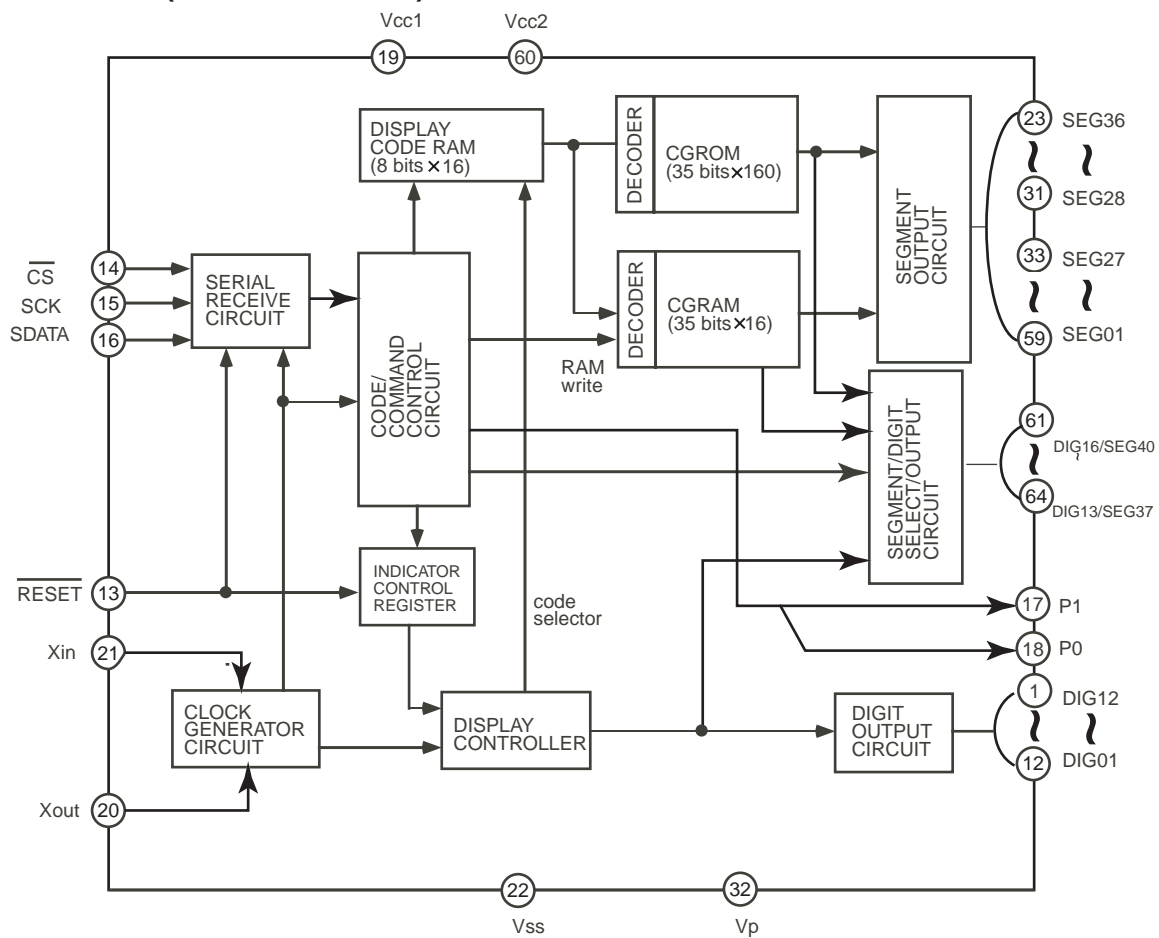 Vcc1
Vcc2
19
60
DISPLAY
CODE RAM
(8 bits × 16)
DECODER
CGROM
(35 bits×160)
SEGMENT
OUTPUT
CIRCUIT
23
SEG36
31
SEG28
33
SEG27
59
SEG01
CS
14
SCK
15
SDATA
16
SERIAL
RECEIVE
CIRCUIT
CODE/
COMMAND
CONTROL
CIRCUIT
DECODER
CGRAM
(35 bits×16)
RAM
write
SEGMENT/DIGIT
SELECT/OUTPUT
CIRCUIT
61
DIG16/SEG40
64
DIG13/SEG37
RESET
13
INDICATOR
CONTROL
REGISTER
code
selector
17
P1
18
P0
Xin
21
CLOCK
GENERATOR
CIRCUIT
DISPLAY
CONTROLLER
DIGIT
OUTPUT
CIRCUIT
1
DIG12
12
DIG01
Xout
20
22
32
Vss
Vp